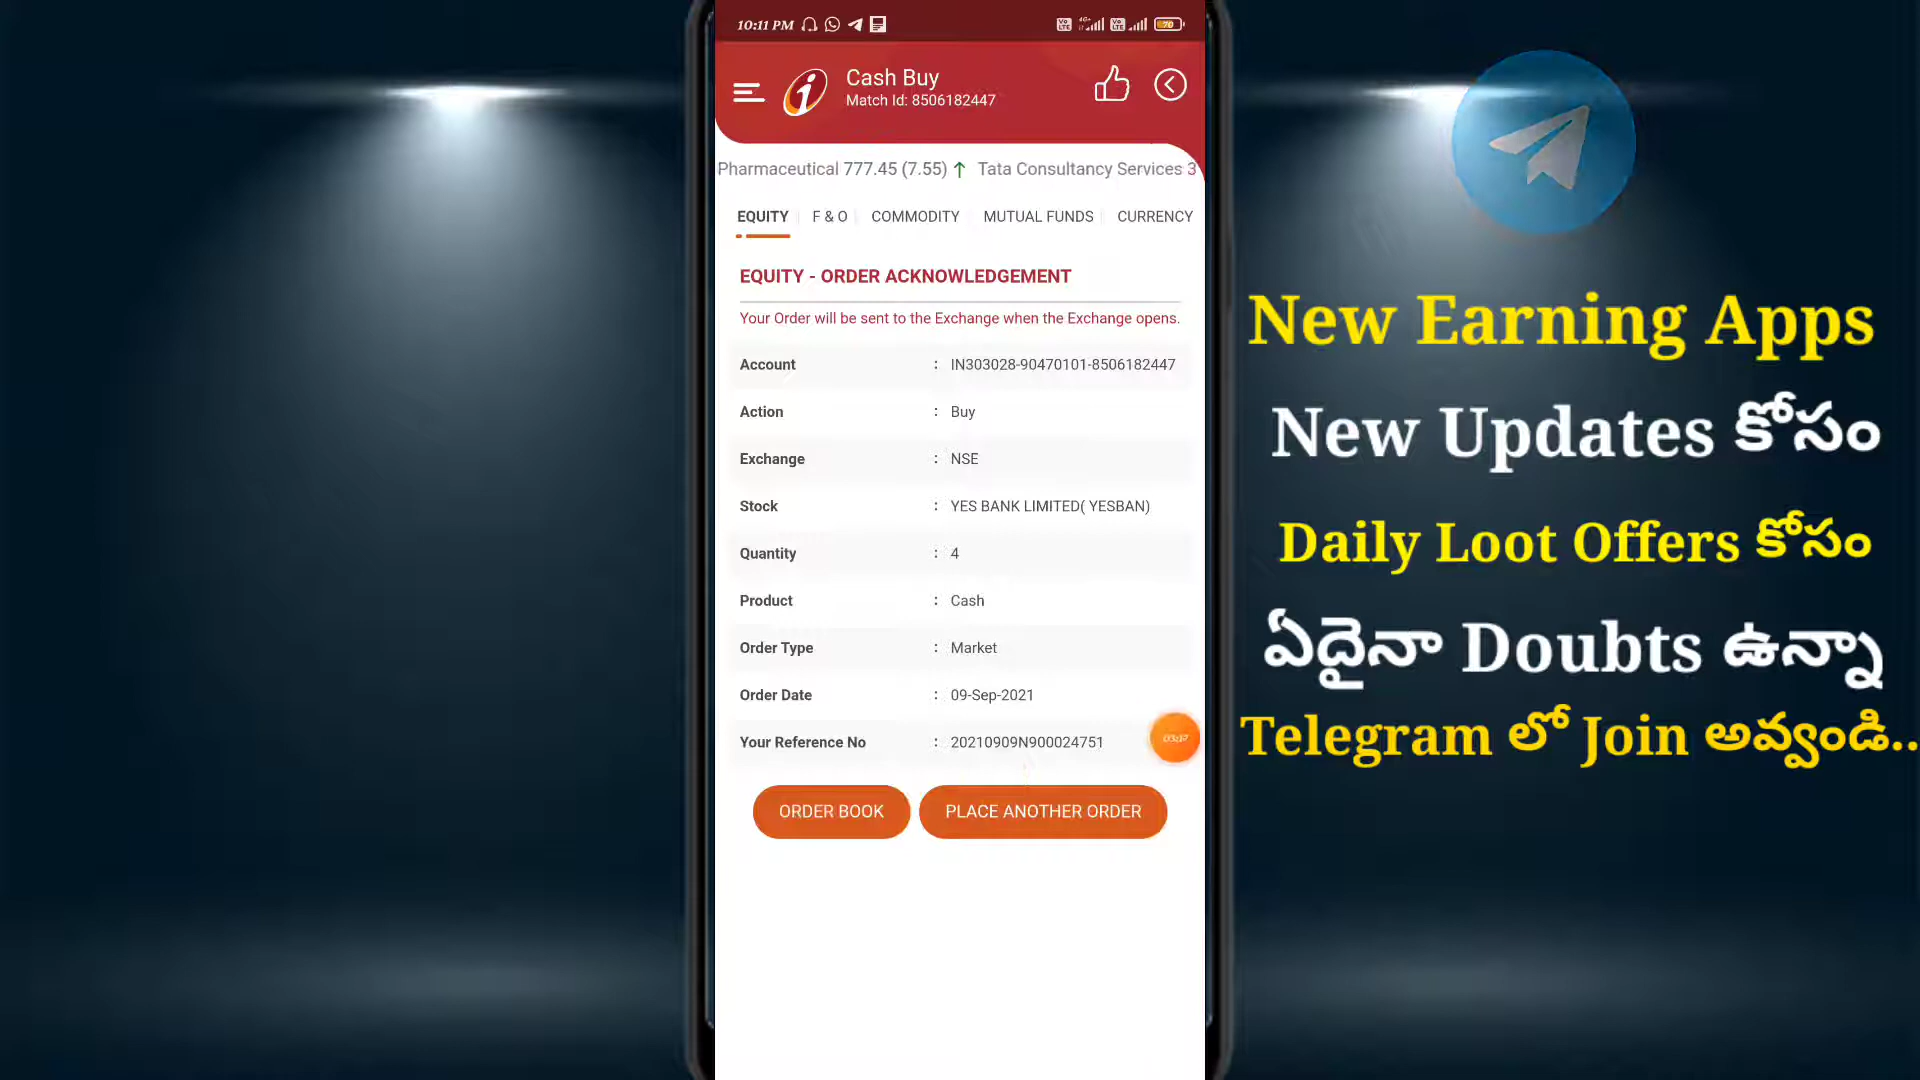 10:11 PM
70
Cash Buy
Match Id: 8506182447
Pharmaceutical 777.45 (7.55) ↑ Tata Consultancy Services 3
EQUITY F & O COMMODITY MUTUAL FUNDS CURRENCY
EQUITY - ORDER ACKNOWLEDGEMENT
Your Order will be sent to the Exchange when the Exchange opens.
Account : IN303028-90470101-8506182447
Action : Buy
Exchange : NSE
Stock : YES BANK LIMITED( YESBAN)
Quantity : 4
Product : Cash
Order Type : Market
Order Date : 09-Sep-2021
Your Reference No : 20210909N900024751
03:17
ORDER BOOK PLACE ANOTHER ORDER
New Earning Apps
New Updates కోసం
Daily Loot Offers కోసం
ఏదైనా Doubts ఉన్నా
Telegram లో Join అవ్వండి..